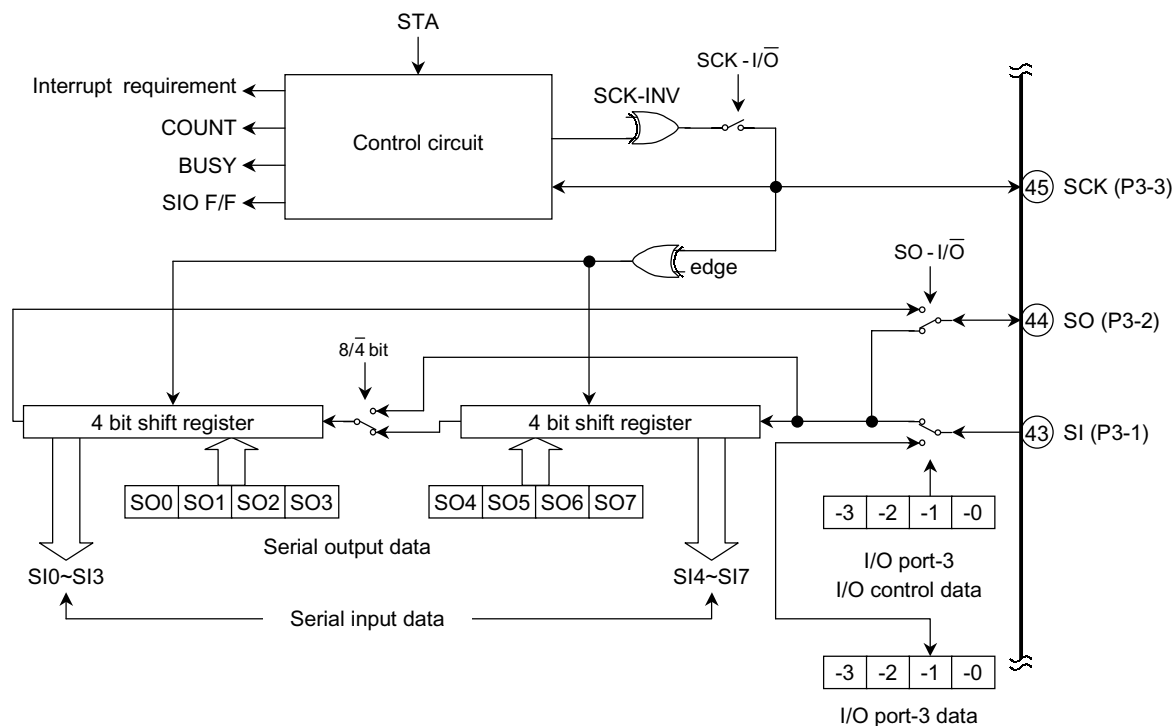 STA
SCK - I/O̅
Interrupt requirement
SCK-INV
COUNT
Control circuit
BUSY
SIO F/F
45 SCK (P3-3)
edge
SO - I/O̅
44 SO (P3-2)
8/4̅ bit
4 bit shift register
4 bit shift register
43 SI (P3-1)
SO0 SO1 SO2 SO3
SO4 SO5 SO6 SO7
-3 -2 -1 -0
Serial output data
I/O port-3
I/O control data
SI0~SI3
SI4~SI7
Serial input data
-3 -2 -1 -0
I/O port-3 data